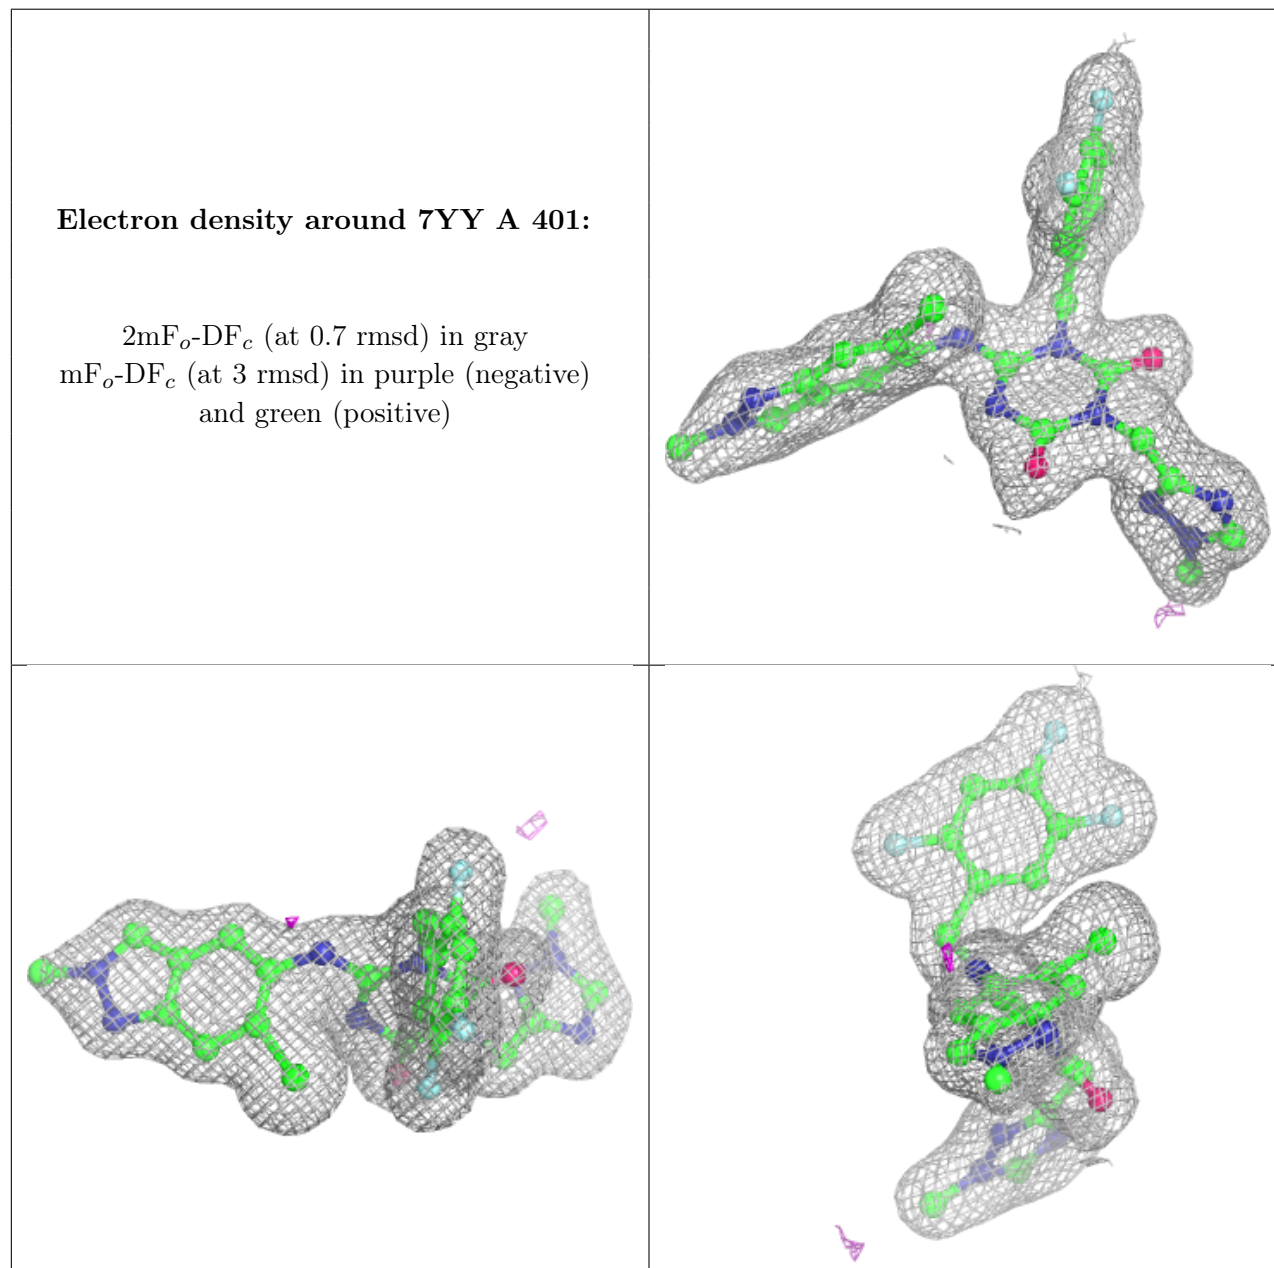 Electron density around 7YY A 401:
2mFo-DFc (at 0.7 rmsd) in gray
mFo-DFc (at 3 rmsd) in purple (negative)
and green (positive)